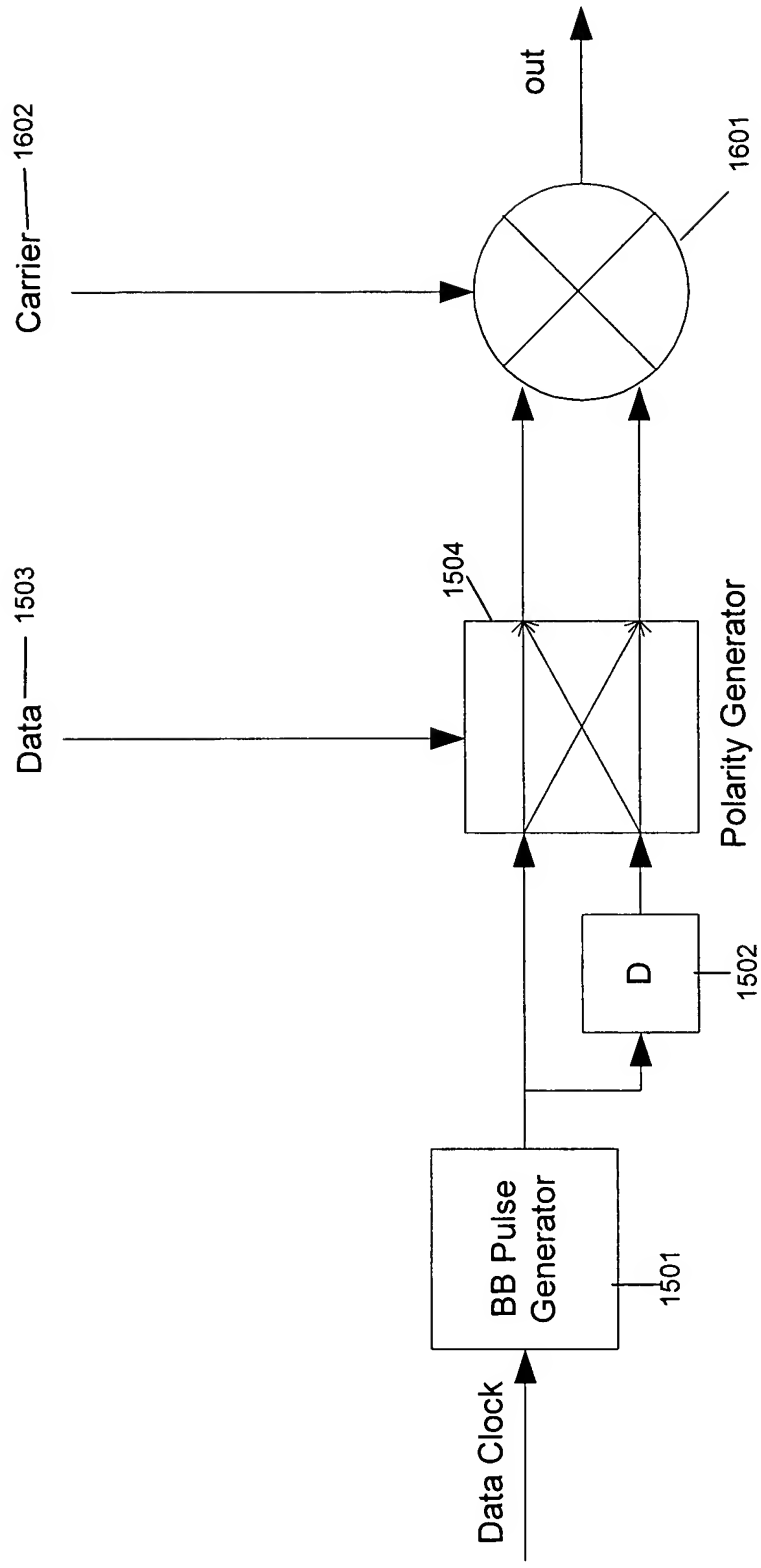 Data Clock
BB Pulse
Generator
1501
D
1502
Data
1503
1504
Polarity Generator
Carrier
1602
1601
out